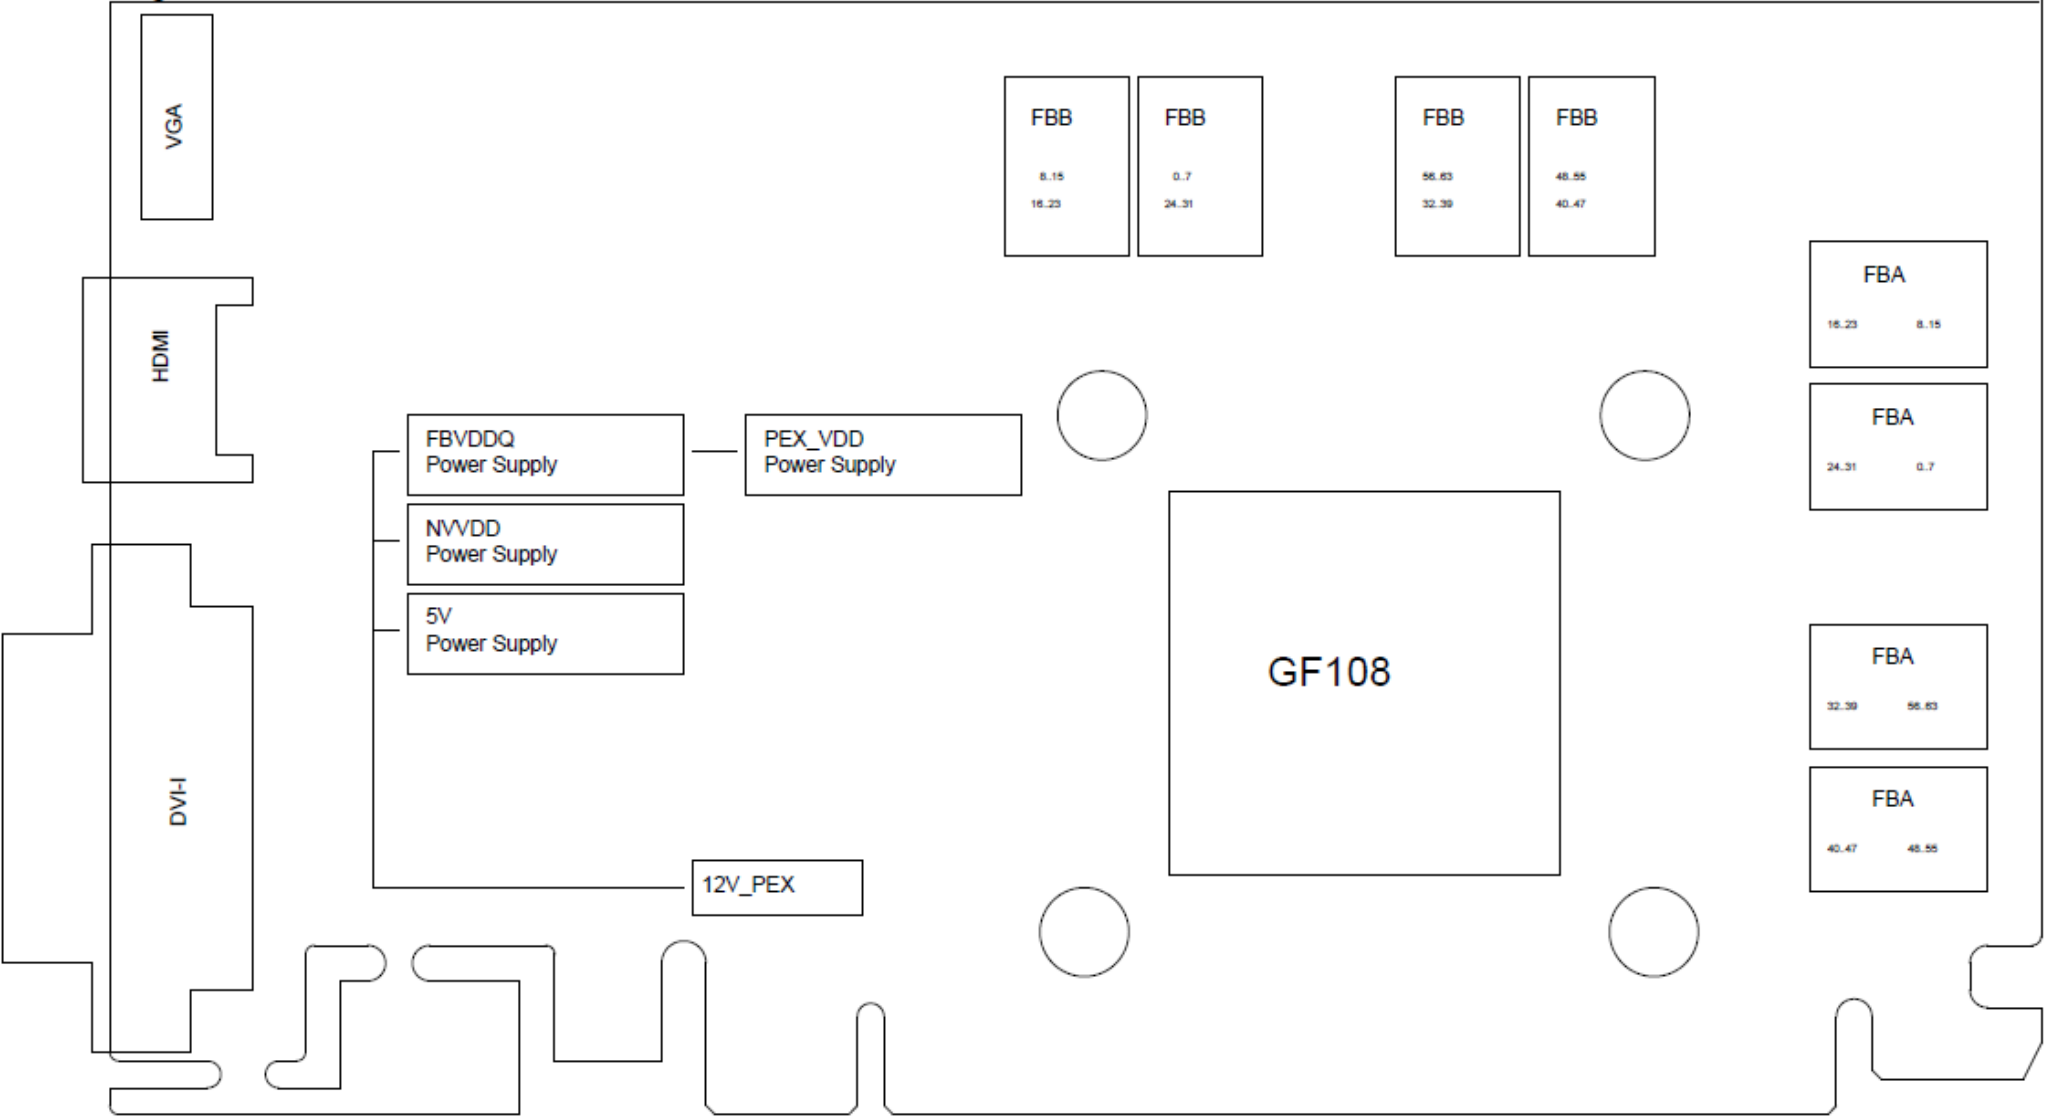 VGA
FBB
8..15
16..23
FBB
0..7
24..31
FBB
56..63
32..39
FBB
48..55
40..47
FBA
16..23 8..15
HDMI
FBA
24..31 0..7
FBVDDQ
Power Supply
PEX_VDD
Power Supply
NVVDD
Power Supply
5V
Power Supply
GF108
FBA
32..39 56..63
DVI-I
FBA
40..47 48..55
12V_PEX